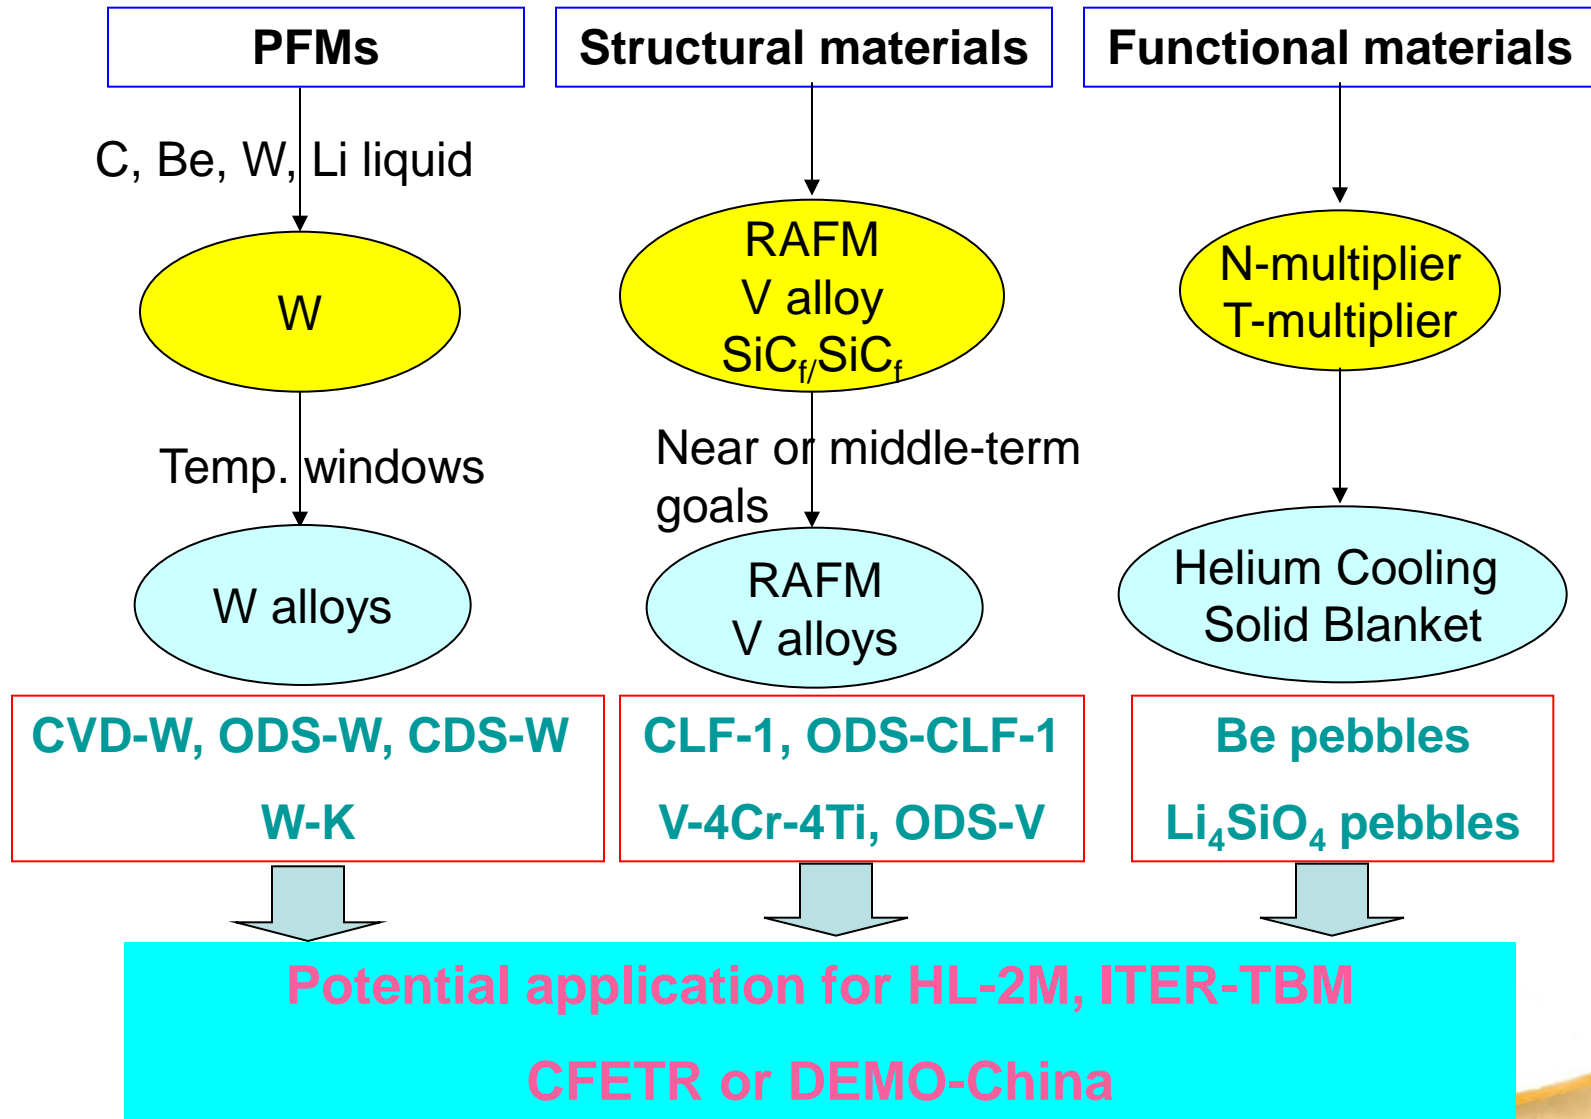 PFMs
Structural materials
Functional materials
C, Be, W, Li liquid
W
RAFM
V alloy
SiCf/SiCf
N-multiplier
T-multiplier
Temp. windows
Near or middle-term
goals
W alloys
RAFM
V alloys
Helium Cooling
Solid Blanket
CVD-W, ODS-W, CDS-W
W-K
CLF-1, ODS-CLF-1
V-4Cr-4Ti, ODS-V
Be pebbles
Li4SiO4 pebbles
Potential application for HL-2M, ITER-TBM
CFETR or DEMO-China